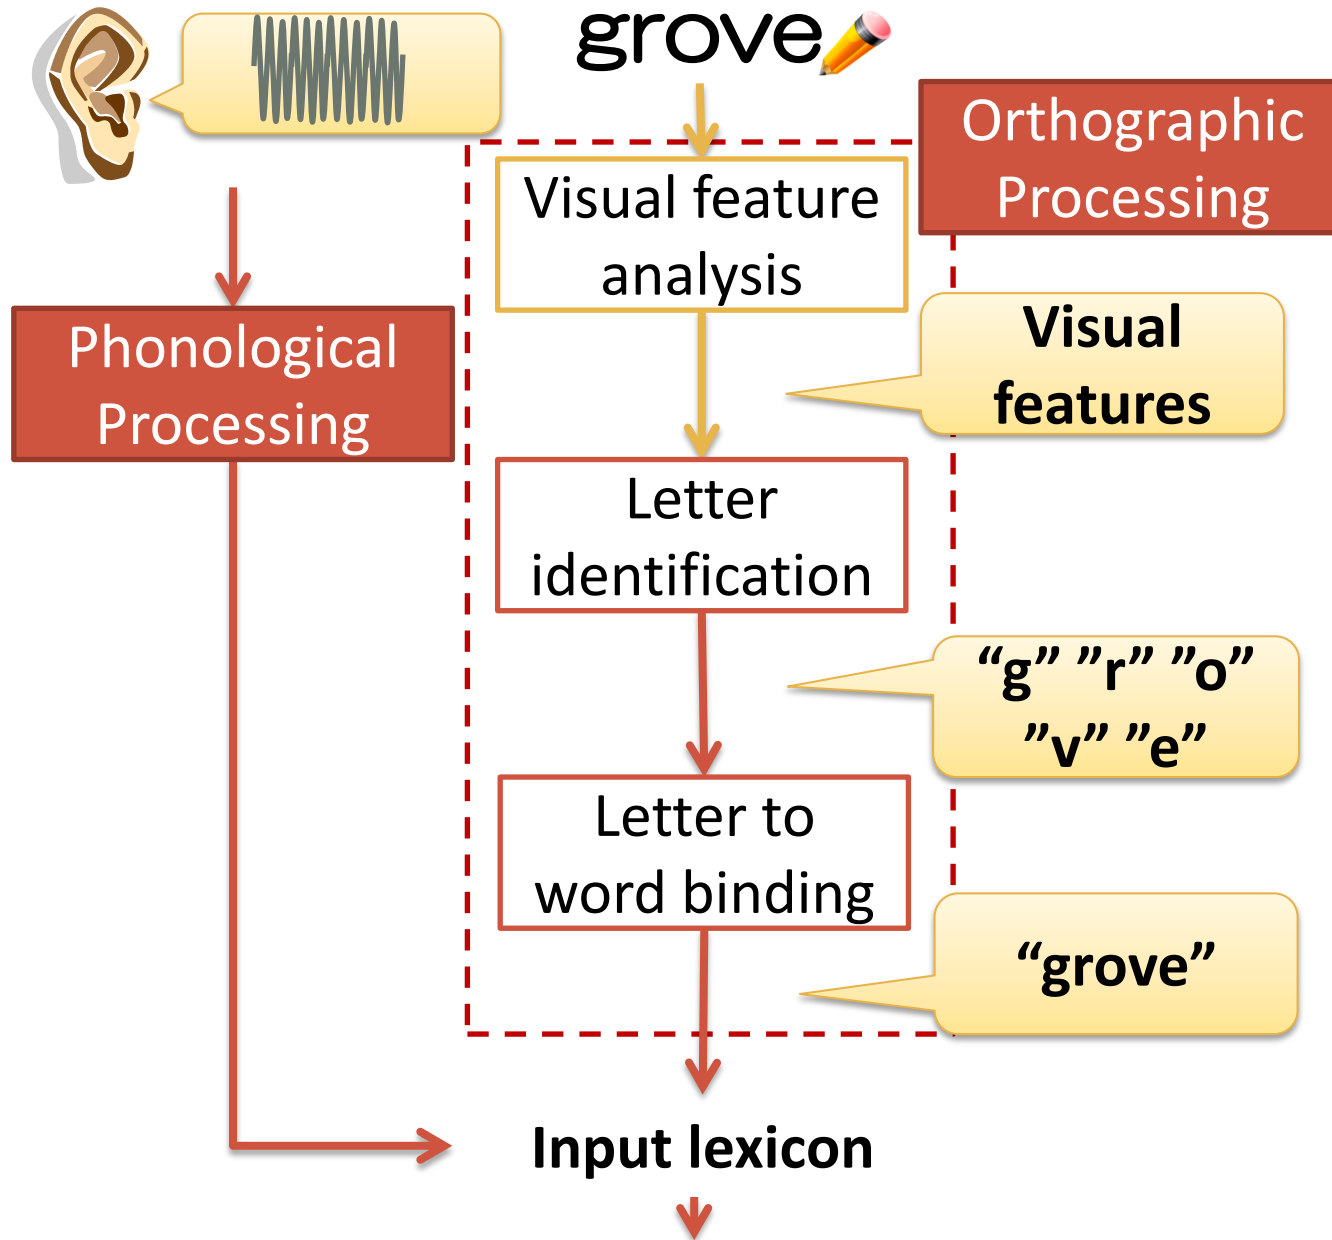 grove
Orthographic
Processing
Visual feature
analysis
Visual
features
Phonological
Processing
Letter
identification
“g” ”r” ”o”
”v” ”e”
Letter to
word binding
“grove”
Input lexicon